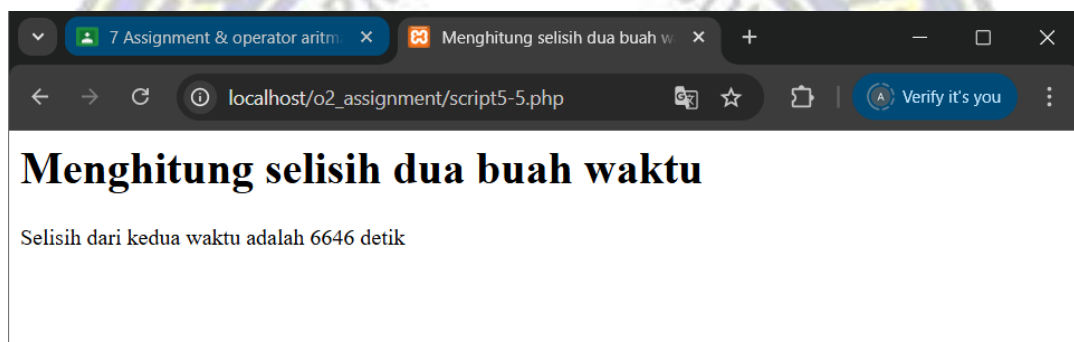 7 Assignment & operator aritm
Menghitung selisih dua buah w
localhost/o2_assignment/script5-5.php
A
Verify it's you
Menghitung selisih dua buah waktu
Selisih dari kedua waktu adalah 6646 detik